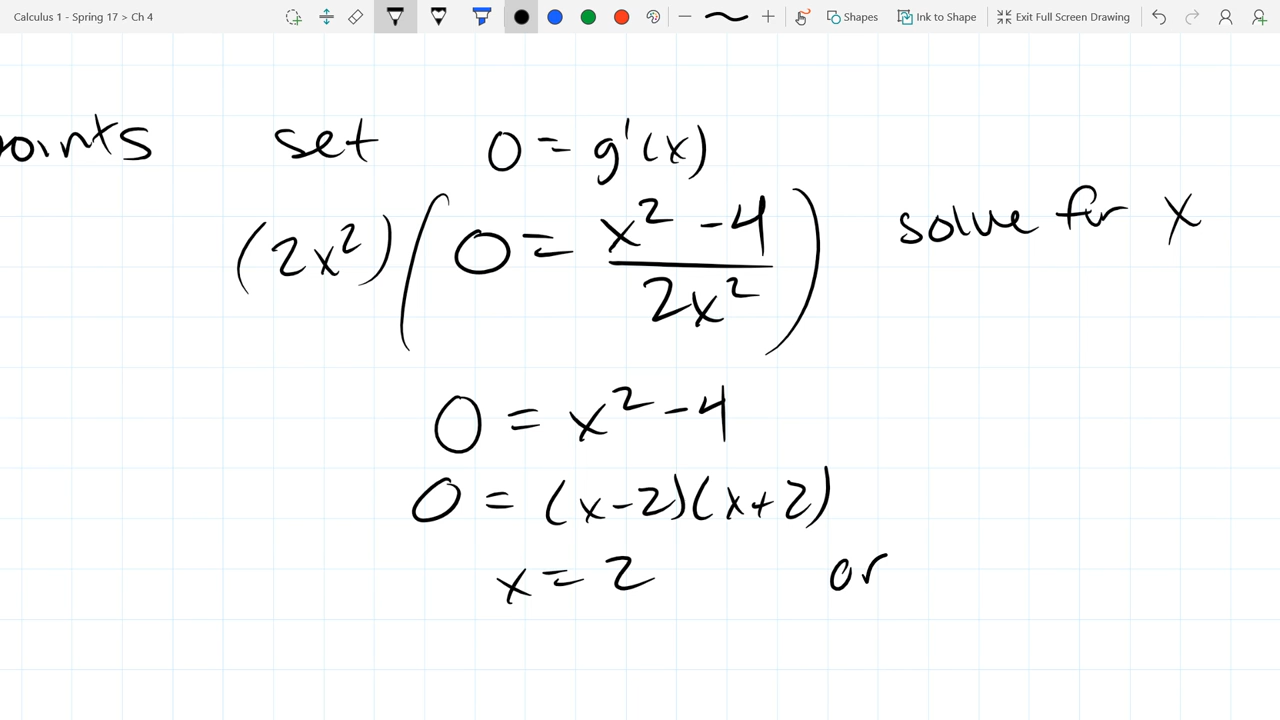 Calculus 1 - Spring 17 > Ch 4
Shapes
Ink to Shape
Exit Full Screen Drawing
oints set 0 = g'(x)
(2x²)(0 = (x² - 4)/(2x²)) solve for x
0 = x² - 4
0 = (x-2)(x+2)
x = 2 or